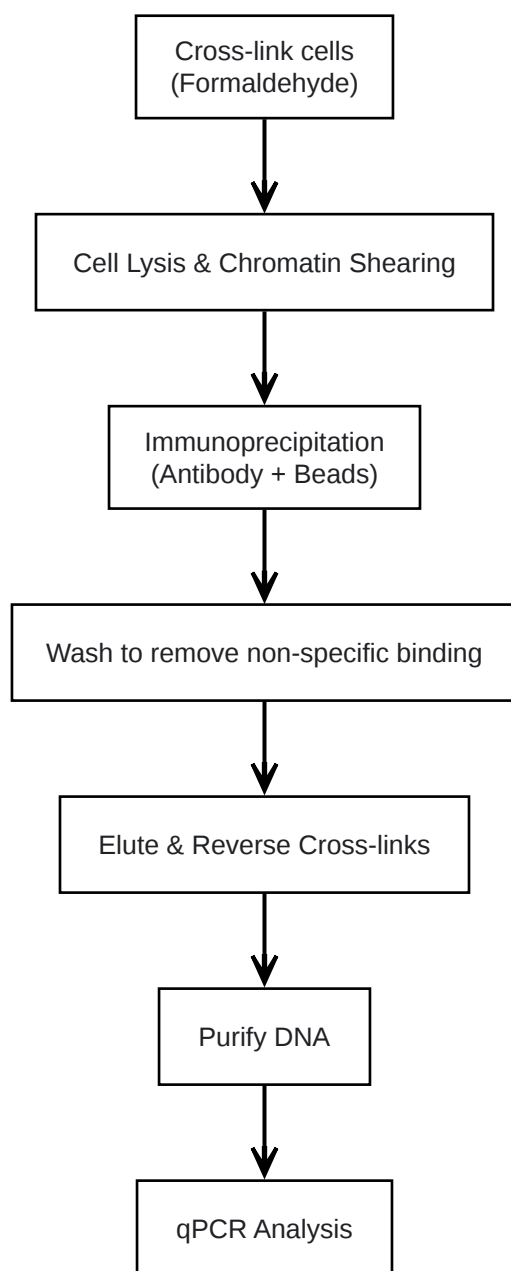 Cross-link cells
(Formaldehyde)
Cell Lysis & Chromatin Shearing
Immunoprecipitation
(Antibody + Beads)
Wash to remove non-specific binding
Elute & Reverse Cross-links
Purify DNA
qPCR Analysis